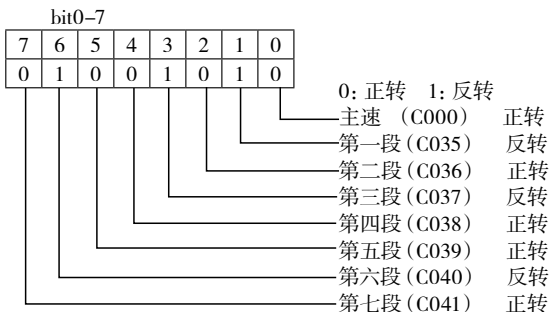 bit0-7
7 6 5 4 3 2 1 0
0 1 0 0 1 0 1 0
0: 正转 1: 反转
主速 (C000) 正转
第一段(C035) 反转
第二段(C036) 正转
第三段(C037) 反转
第四段(C038) 正转
第五段(C039) 正转
第六段(C040) 反转
第七段(C041) 正转